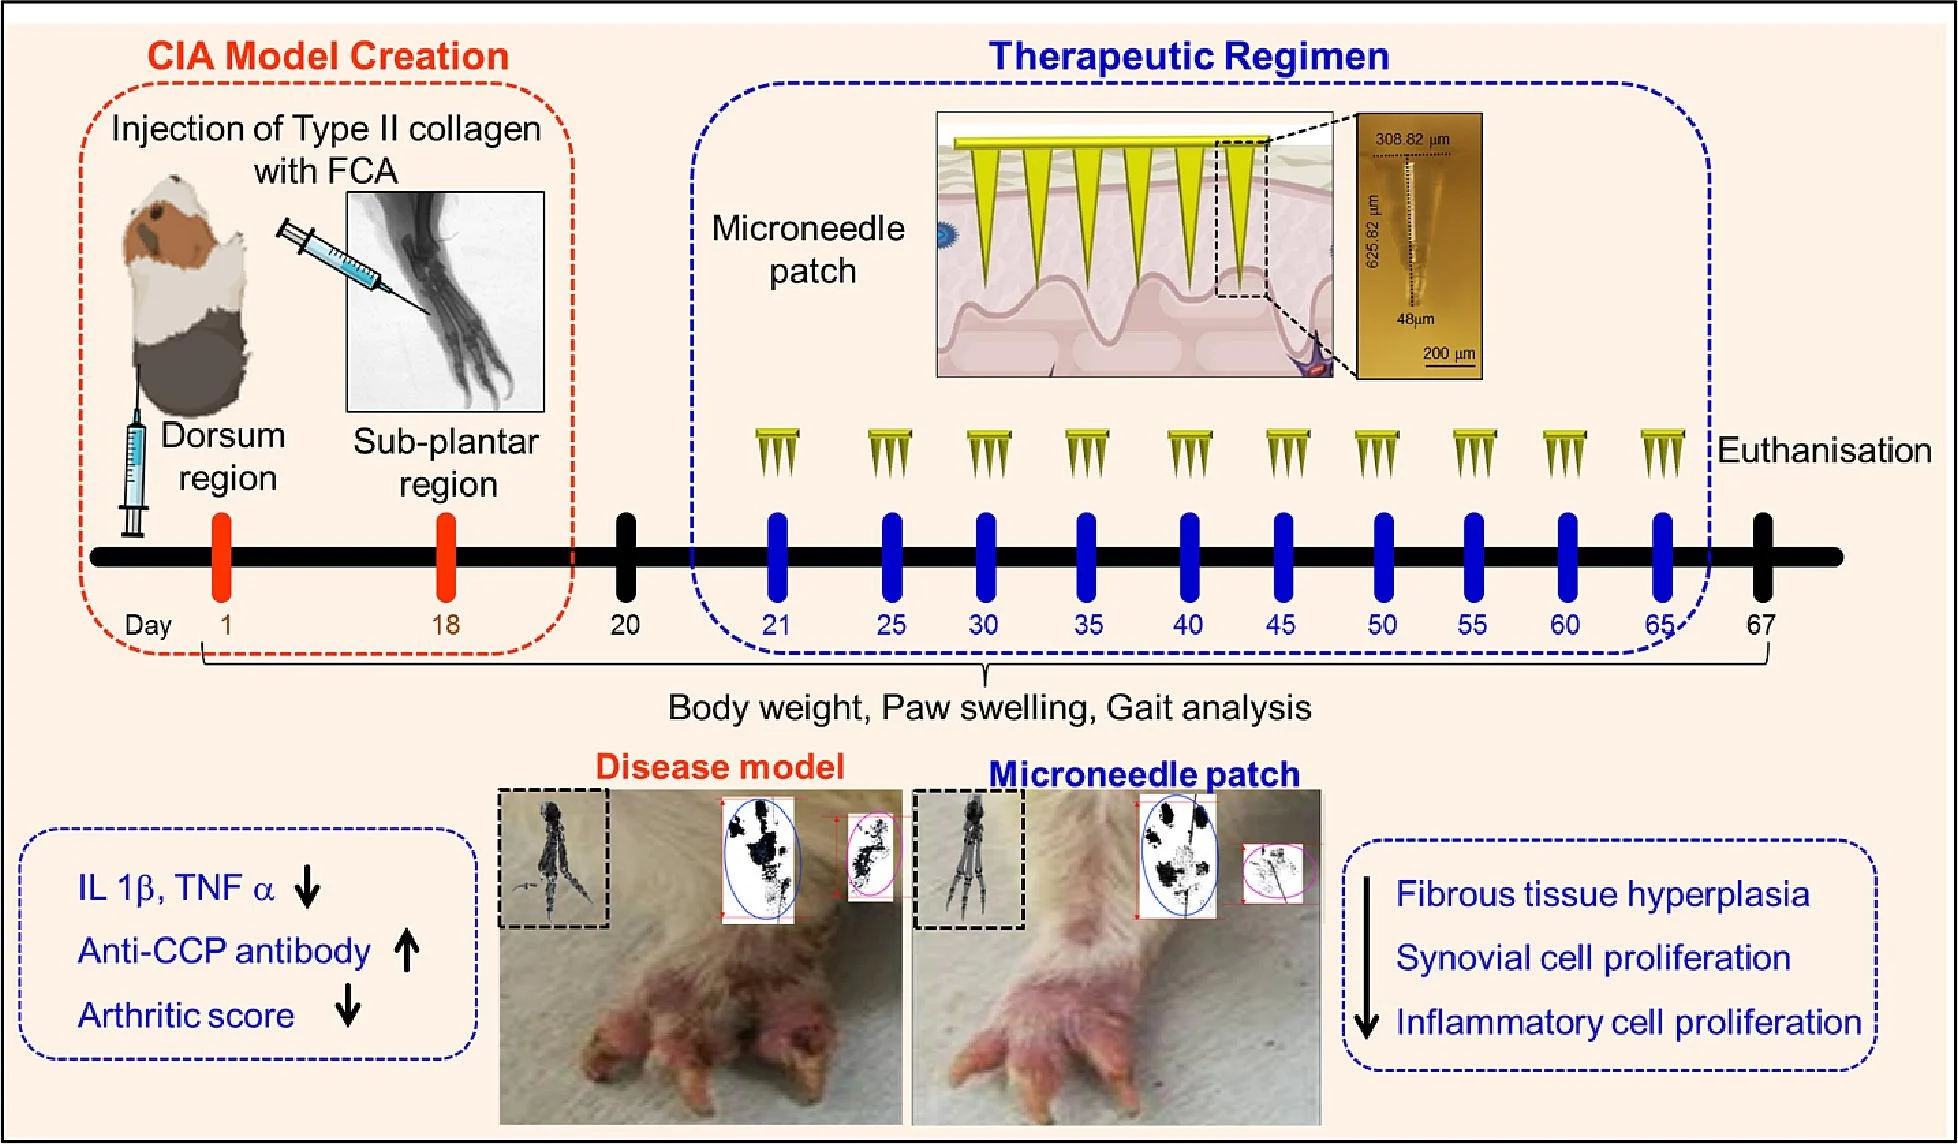 CIA Model Creation
Injection of Type II collagen
with FCA
Dorsum
region
Sub-plantar
region
Therapeutic Regimen
Microneedle
patch
308.82 µm
625.82 µm
48µm
200 µm
Euthanisation
Day 1 18 20 21 25 30 35 40 45 50 55 60 65 67
Body weight, Paw swelling, Gait analysis
Disease model
Microneedle patch
IL 1β, TNF α ↓
Anti-CCP antibody ↑
Arthritic score ↓
Fibrous tissue hyperplasia
Synovial cell proliferation
Inflammatory cell proliferation